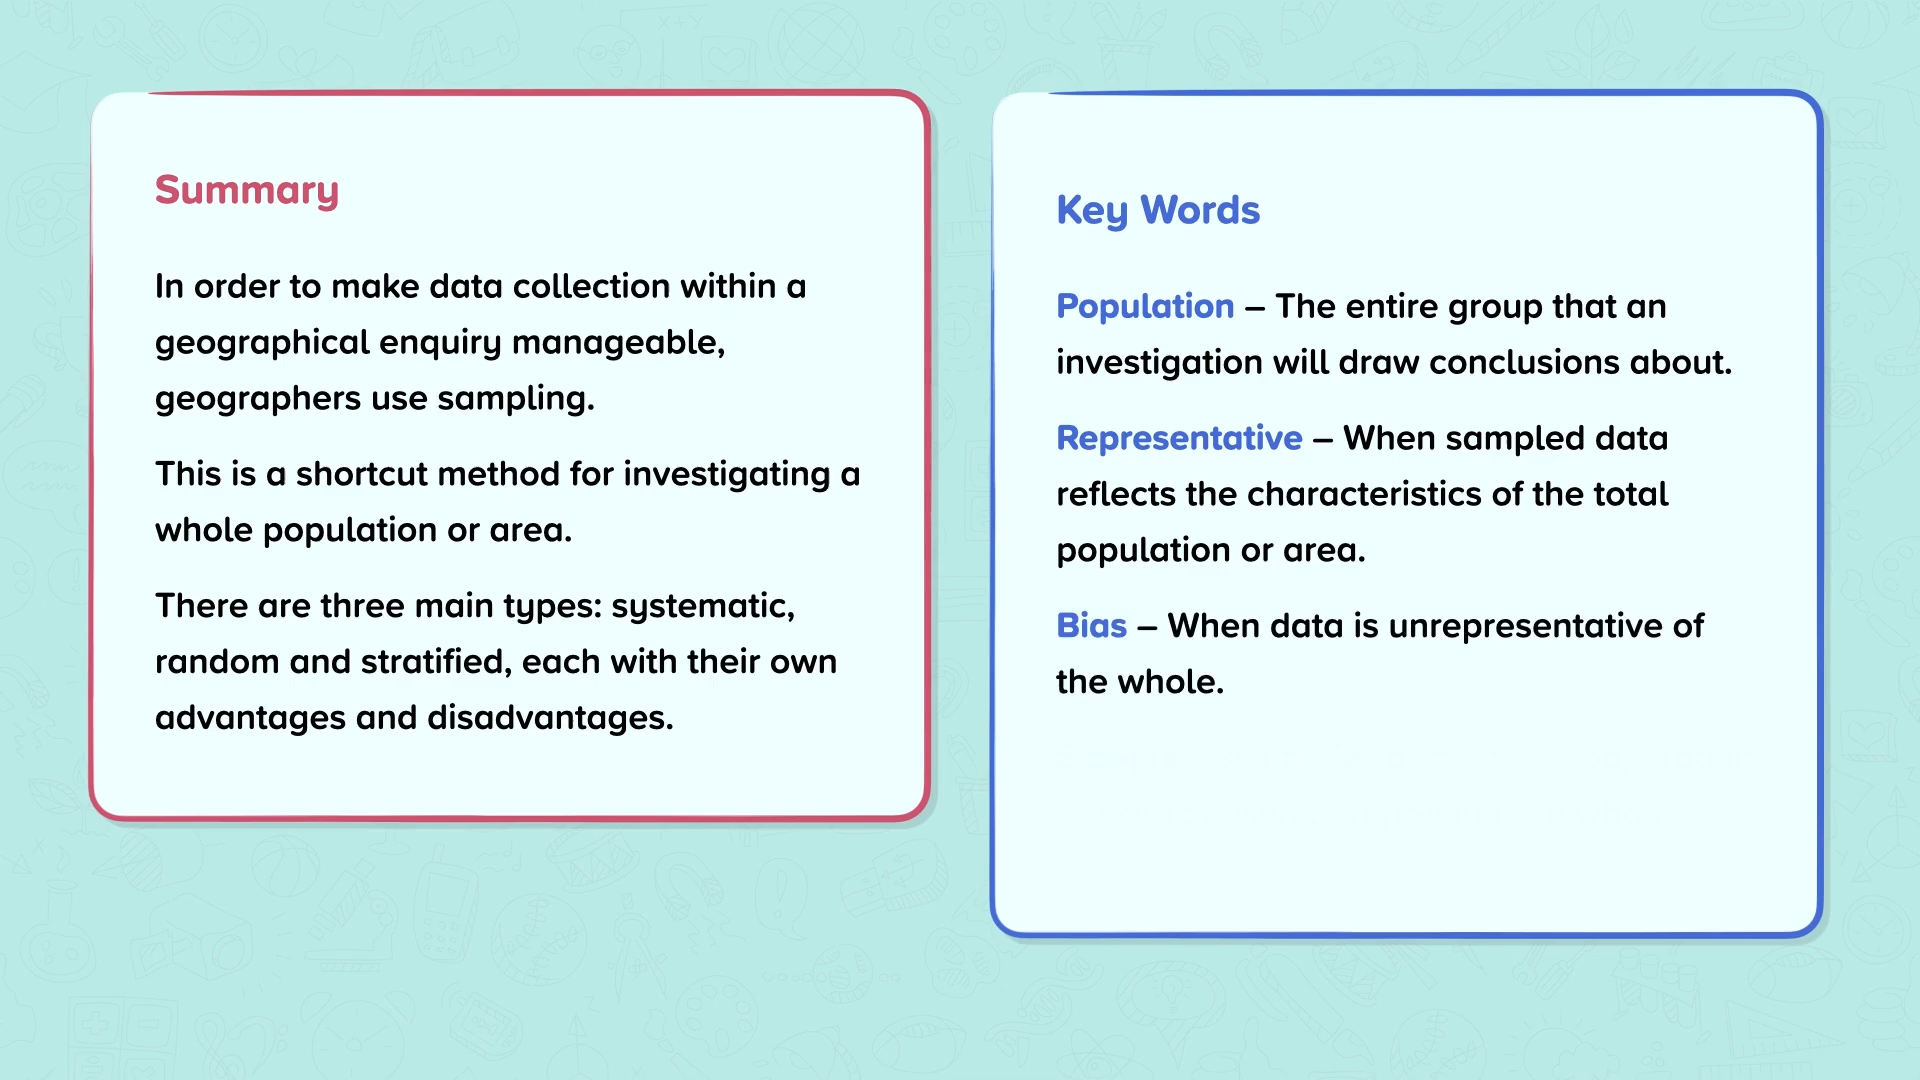 Summary
In order to make data collection within a
geographical enquiry manageable,
geographers use sampling.
This is a shortcut method for investigating a
whole population or area.
There are three main types: systematic,
random and stratified, each with their own
advantages and disadvantages.
Key Words
Population – The entire group that an
investigation will draw conclusions about.
Representative – When sampled data
reflects the characteristics of the total
population or area.
Bias – When data is unrepresentative of
the whole.